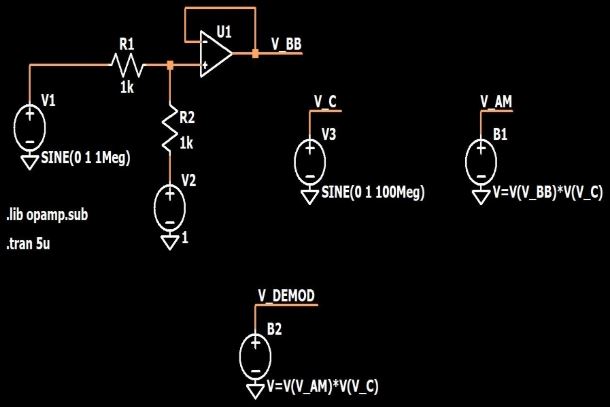 U1
V_BB
R1
1k
V1
SINE(0 1 1Meg)
R2
1k
V2
1
V_C
V3
SINE(0 1 100Meg)
V_AM
B1
V=V(V_BB)*V(V_C)
.lib opamp.sub
.tran 5u
V_DEMOD
B2
V=V(V_AM)*V(V_C)